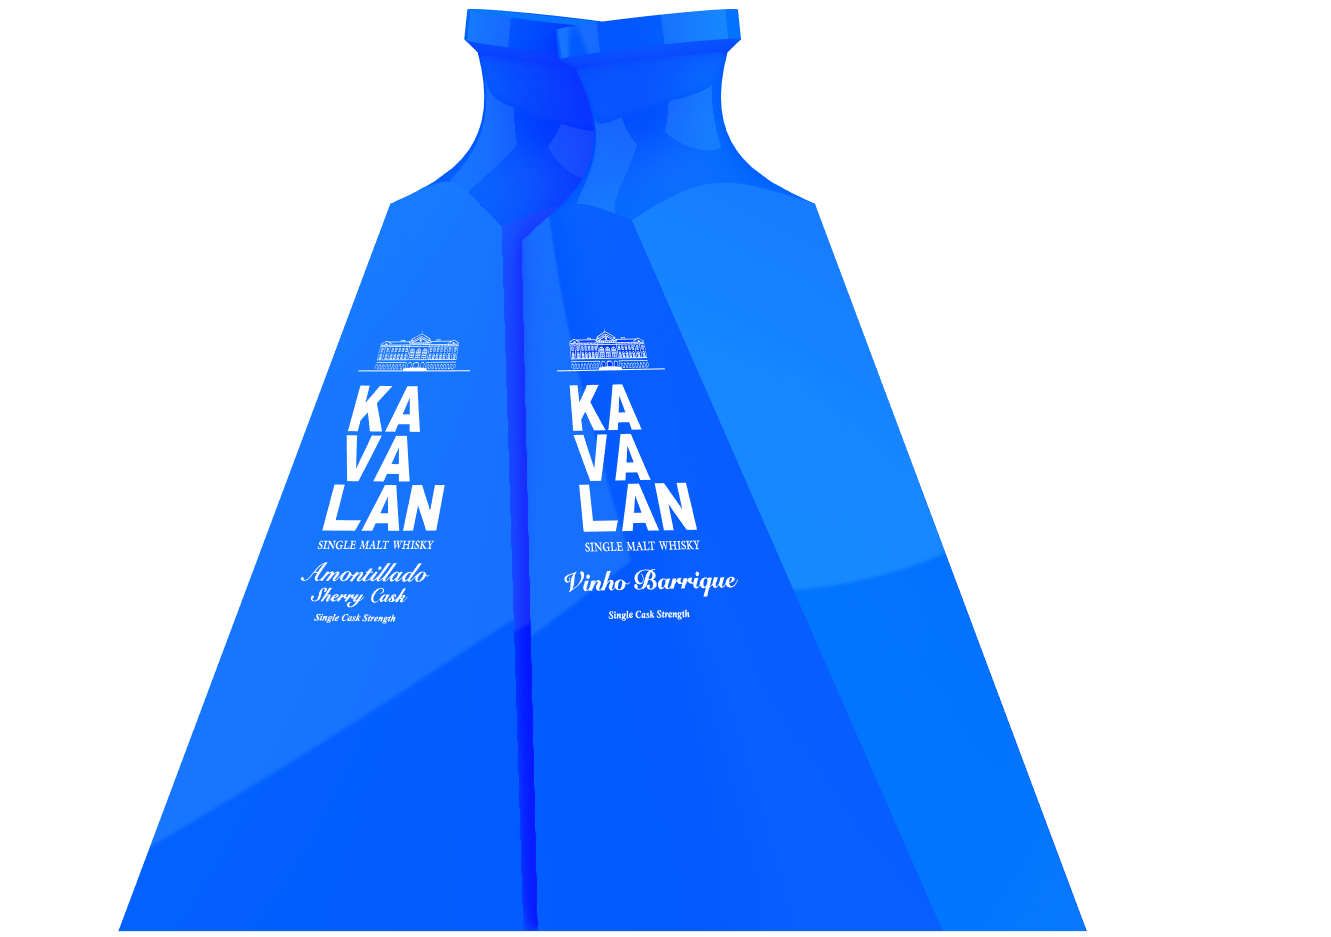 KA
VA
LAN
SINGLE MALT WHISKY
Amontillado
Sherry Cask
Single Cask Strength
KA
VA
LAN
SINGLE MALT WHISKY
Vinho Barrique
Single Cask Strength